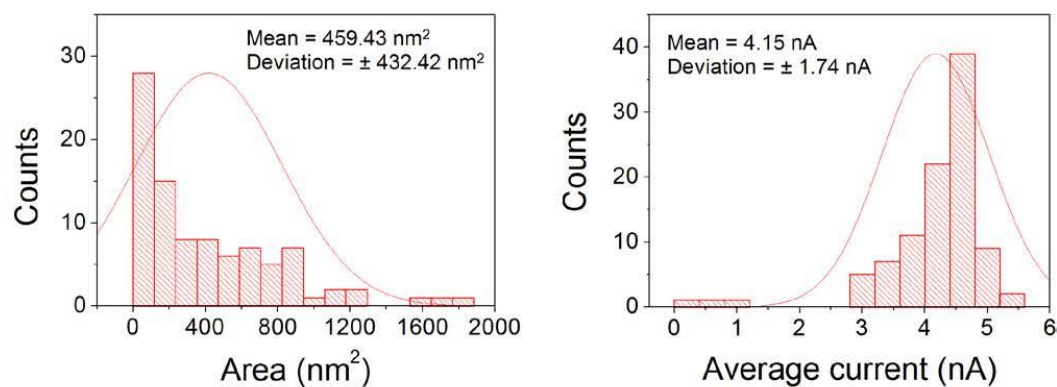 Mean = 459.43 nm²
Deviation = ± 432.42 nm²
30
20
10
0
Counts
0 400 800 1200 1600 2000
Area (nm²)
Mean = 4.15 nA
Deviation = ± 1.74 nA
40
30
20
10
0
Counts
0 1 2 3 4 5 6
Average current (nA)